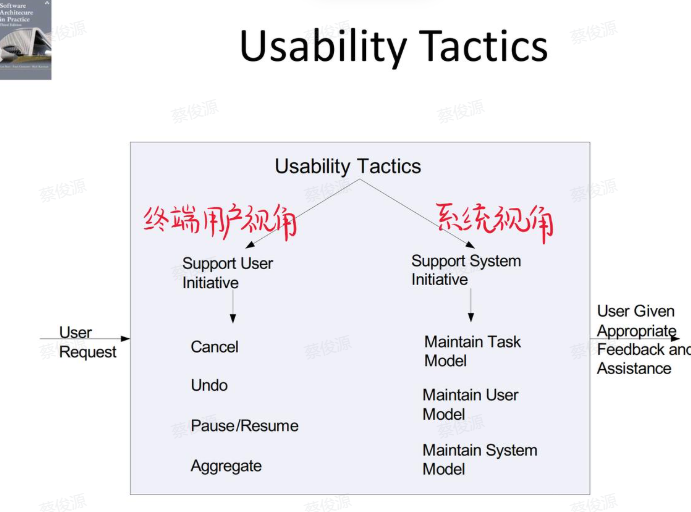 Software
Architecture
in Practice
Usability Tactics
Usability Tactics
终端用户视角
系统视角
Support User
Initiative
Support System
Initiative
User
Request
Cancel
Undo
Pause/Resume
Aggregate
Maintain Task
Model
Maintain User
Model
Maintain System
Model
User Given
Appropriate
Feedback and
Assistance
蔡俊源